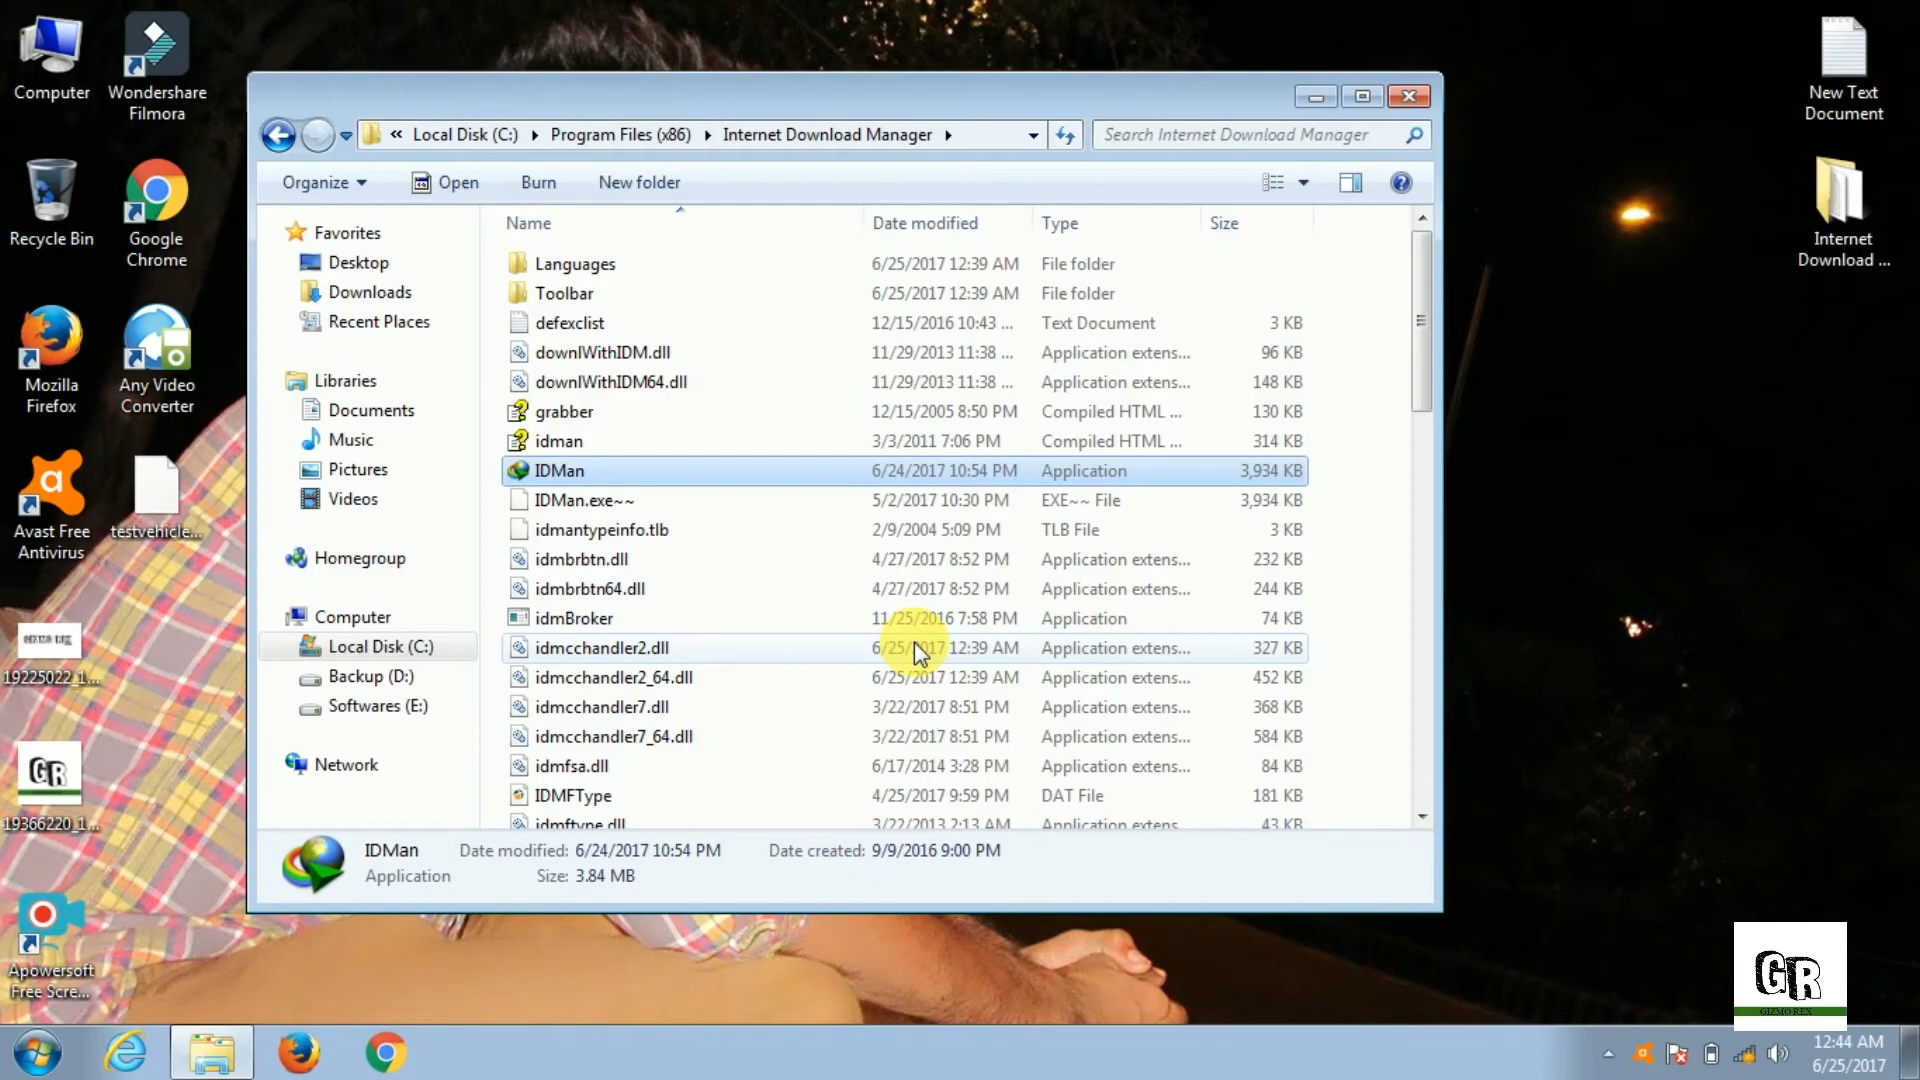 Computer
Wondershare
Filmora
Recycle Bin
Google
Chrome
Mozilla
Firefox
Any Video
Converter
Avast Free
Antivirus
testvehicle...
19225022_1...
GR
19366220_1...
Apowersoft
Free Scre...
« Local Disk (C:) Program Files (x86) Internet Download Manager
Search Internet Download Manager
Organize Open Burn New folder
Favorites
Desktop
Downloads
Recent Places
Libraries
Documents
Music
Pictures
Videos
Homegroup
Computer
Local Disk (C:)
Backup (D:)
Softwares (E:)
Network
Name Date modified Type Size
Languages 6/25/2017 12:39 AM File folder
Toolbar 6/25/2017 12:39 AM File folder
defexclist 12/15/2016 10:43 ... Text Document 3 KB
downlWithIDM.dll 11/29/2013 11:38 ... Application extens... 96 KB
downlWithIDM64.dll 11/29/2013 11:38 ... Application extens... 148 KB
grabber 12/15/2005 8:50 PM Compiled HTML ... 130 KB
idman 3/3/2011 7:06 PM Compiled HTML ... 314 KB
IDMan 6/24/2017 10:54 PM Application 3,934 KB
IDMan.exe~~ 5/2/2017 10:30 PM EXE~~ File 3,934 KB
idmantypeinfo.tlb 2/9/2004 5:09 PM TLB File 3 KB
idmbrbtn.dll 4/27/2017 8:52 PM Application extens... 232 KB
idmbrbtn64.dll 4/27/2017 8:52 PM Application extens... 244 KB
idmBroker 11/25/2016 7:58 PM Application 74 KB
idmcchandler2.dll 6/25/2017 12:39 AM Application extens... 327 KB
idmcchandler2_64.dll 6/25/2017 12:39 AM Application extens... 452 KB
idmcchandler7.dll 3/22/2017 8:51 PM Application extens... 368 KB
idmcchandler7_64.dll 3/22/2017 8:51 PM Application extens... 584 KB
idmfsa.dll 6/17/2014 3:28 PM Application extens... 84 KB
IDMFType 4/25/2017 9:59 PM DAT File 181 KB
idmftype.dll 3/22/2013 2:13 AM Application extens... 43 KB
IDMan Date modified: 6/24/2017 10:54 PM Date created: 9/9/2016 9:00 PM
Application Size: 3.84 MB
New Text
Document
Internet
Download ...
GR
GIZMO REX
12:44 AM
6/25/2017